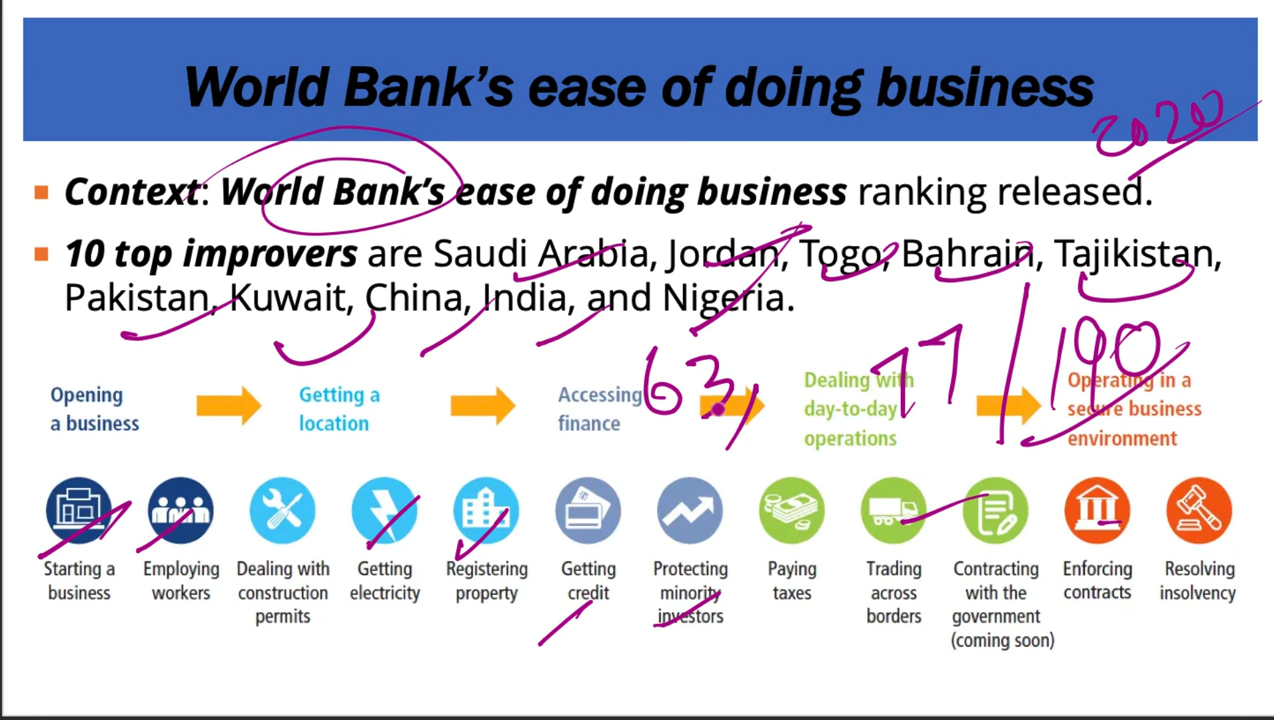 World Bank's ease of doing business
2020
▪ Context: World Bank's ease of doing business ranking released.
▪ 10 top improvers are Saudi Arabia, Jordan, Togo, Bahrain, Tajikistan,
Pakistan, Kuwait, China, India, and Nigeria.
63, 77/190
Opening
a business
Getting a
location
Accessing
finance
Dealing with
day-to-day
operations
Operating in a
secure business
environment
Starting a
business
Employing
workers
Dealing with
construction
permits
Getting
electricity
Registering
property
Getting
credit
Protecting
minority
investors
Paying
taxes
Trading
across
borders
Contracting
with the
government
(coming soon)
Enforcing
contracts
Resolving
insolvency